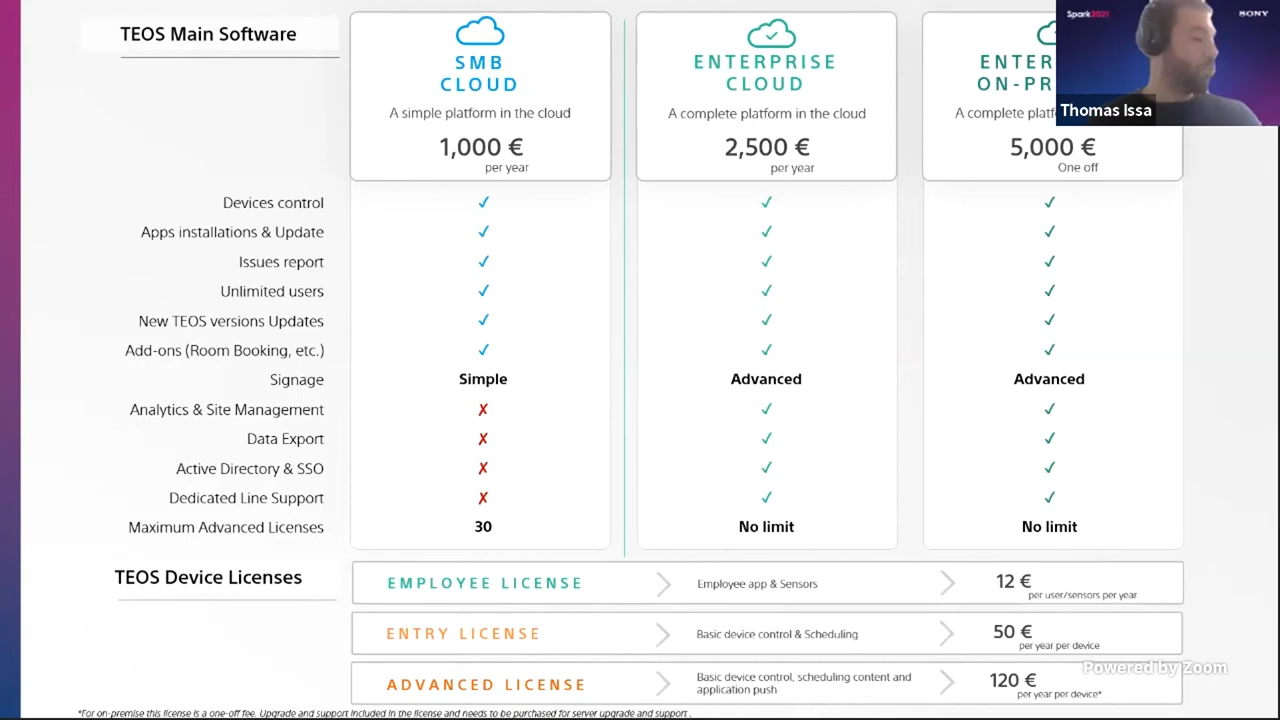 TEOS Main Software
SMB
CLOUD
A simple platform in the cloud
1,000 €
per year
ENTERPRISE
CLOUD
A complete platform in the cloud
2,500 €
per year
ENTER
ON-PR
A complete
5,000 €
One off
Spark2021
SONY
Thomas Issa
Devices control ✓ ✓ ✓
Apps installations & Update ✓ ✓ ✓
Issues report ✓ ✓ ✓
Unlimited users ✓ ✓ ✓
New TEOS versions Updates ✓ ✓ ✓
Add-ons (Room Booking, etc.) ✓ ✓ ✓
Signage Simple Advanced Advanced
Analytics & Site Management ✗ ✓ ✓
Data Export ✗ ✓ ✓
Active Directory & SSO ✗ ✓ ✓
Dedicated Line Support ✗ ✓ ✓
Maximum Advanced Licenses 30 No limit No limit
TEOS Device Licenses
EMPLOYEE LICENSE Employee app & Sensors 12 €
per user/sensors per year
ENTRY LICENSE Basic device control & Scheduling 50 €
per year per device
Powered by Zoom
ADVANCED LICENSE Basic device control, scheduling content and
application push
120 €
per year per device*
*For on-premise this license is a one-off fee. Upgrade and support included in the license and needs to be purchased for server upgrade and support .